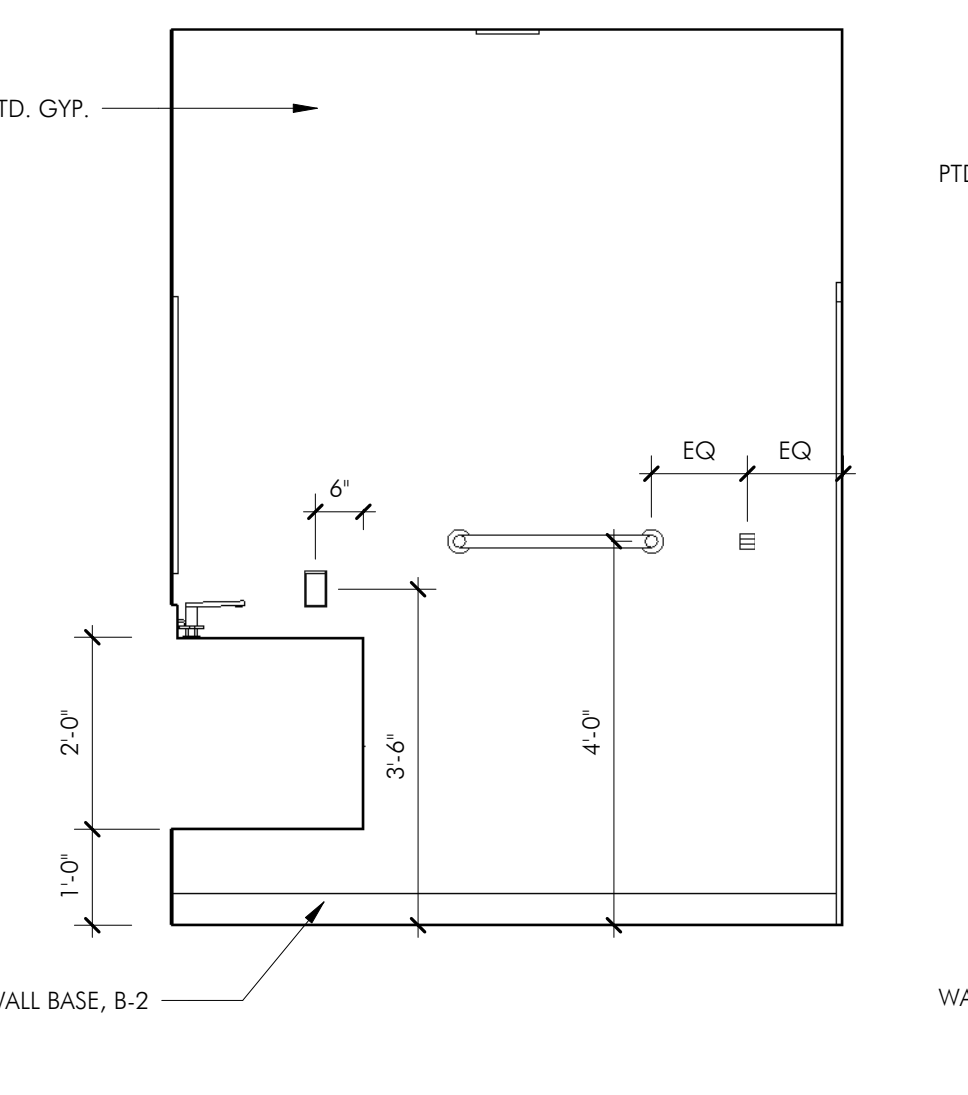 TD. GYP.
PTD
EQ EQ
6"
2'-0"
3'-6"
4'-0"
1'-0"
WALL BASE, B-2
WA